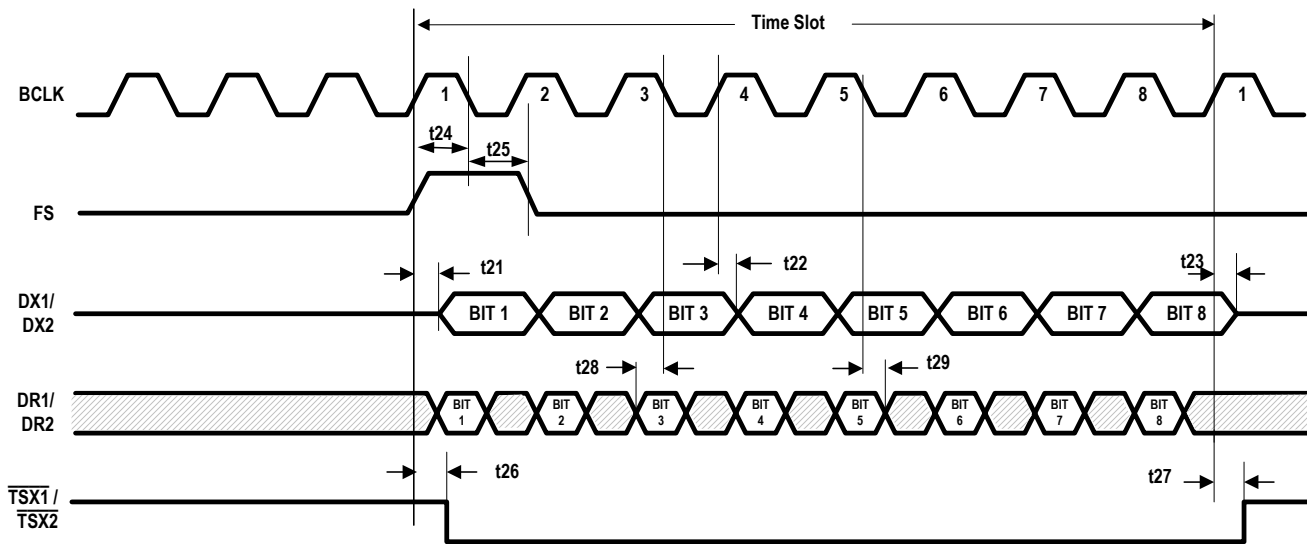 Time Slot
BCLK
1 2 3 4 5 6 7 8 1
t24
t25
FS
t21
t22
t23
DX1/
DX2
BIT 1 BIT 2 BIT 3 BIT 4 BIT 5 BIT 6 BIT 7 BIT 8
t28
t29
DR1/
DR2
BIT BIT BIT BIT BIT BIT BIT BIT
1 2 3 4 5 6 7 8
t26
t27
TSX1 /
TSX2